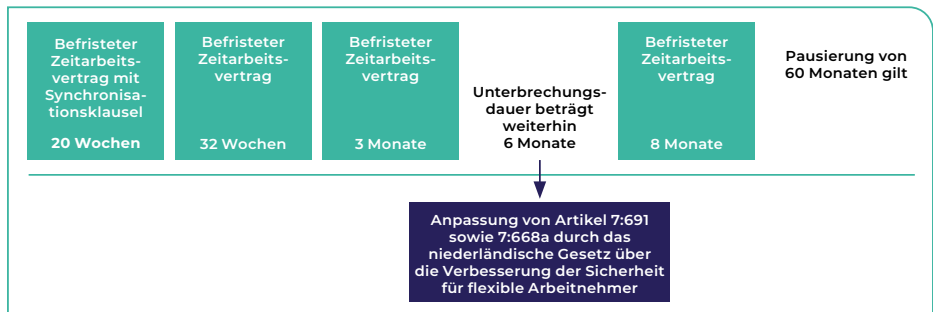 Befristeter
Zeitarbeits-
vertrag mit
Synchronisa-
tionsklausel
20 Wochen
Befristeter
Zeitarbeits-
vertrag
32 Wochen
Befristeter
Zeitarbeits-
vertrag
3 Monate
Unterbrechungs-
dauer beträgt
weiterhin
6 Monate
Befristeter
Zeitarbeits-
vertrag
8 Monate
Pausierung von
60 Monaten gilt
Anpassung von Artikel 7:691
sowie 7:668a durch das
niederländische Gesetz über
die Verbesserung der Sicherheit
für flexible Arbeitnehmer